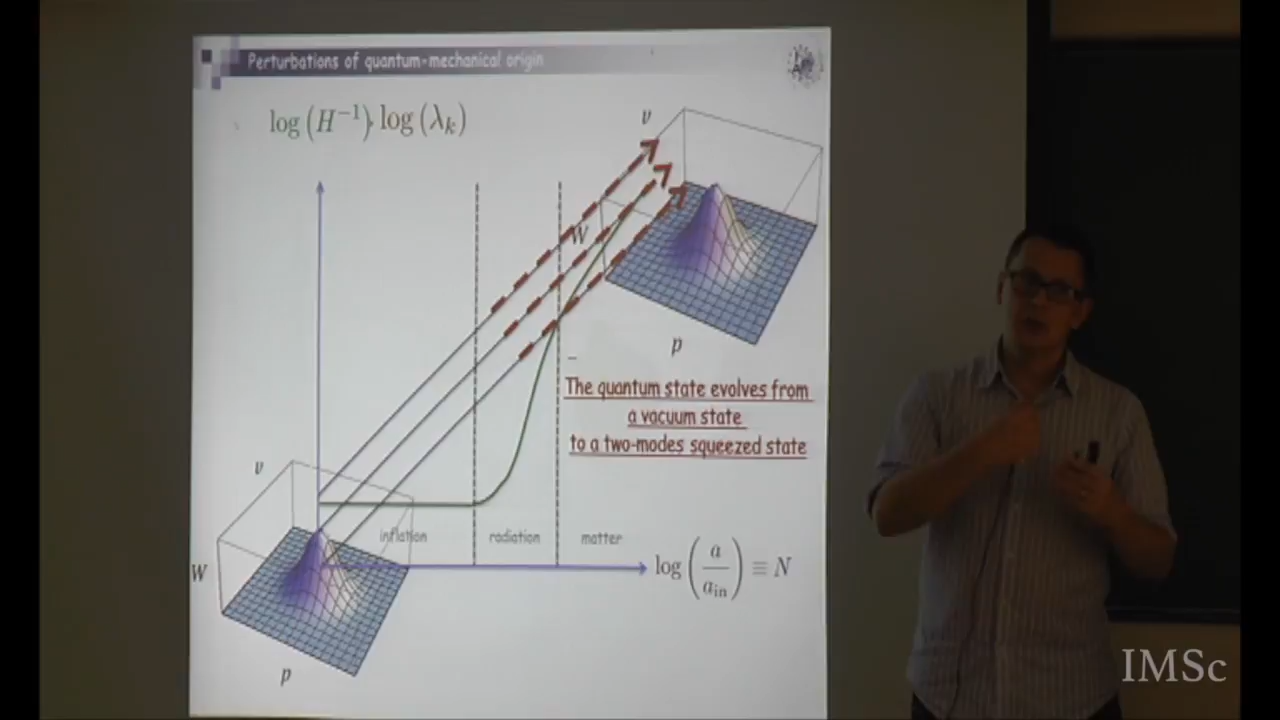 Perturbations of quantum-mechanical origin
log (H⁻¹), log (λₖ)
v
W
p
The quantum state evolves from
a vacuum state
to a two-modes squeezed state
v
inflation radiation matter
log (a/a_in) ≡ N
W
p
IMSc